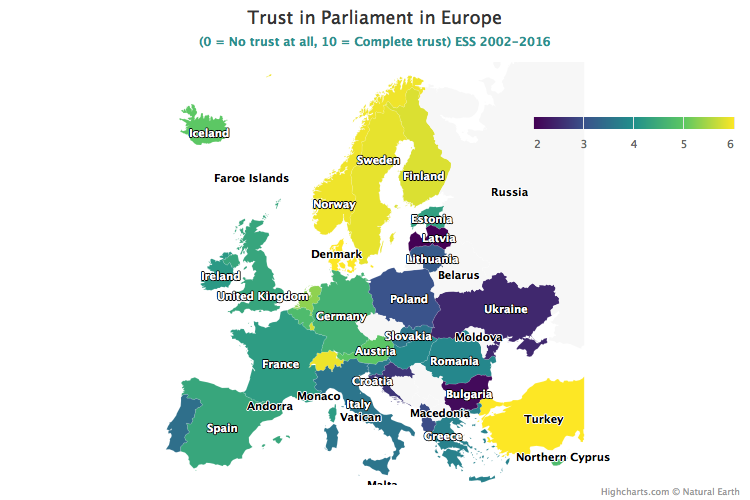 Trust in Parliament in Europe
(0 = No trust at all, 10 = Complete trust) ESS 2002-2016
2 3 4 5 6
Iceland
Sweden
Faroe Islands
Finland
Russia
Norway
Estonia
Latvia
Denmark
Lithuania
Ireland
Belarus
United Kingdom
Poland
Germany
Ukraine
Slovakia
Moldova
Austria
France
Romania
Croatia
Monaco
Bulgaria
Andorra
Italy
Vatican
Macedonia
Turkey
Spain
Greece
Northern Cyprus
Malta
Highcharts.com © Natural Earth